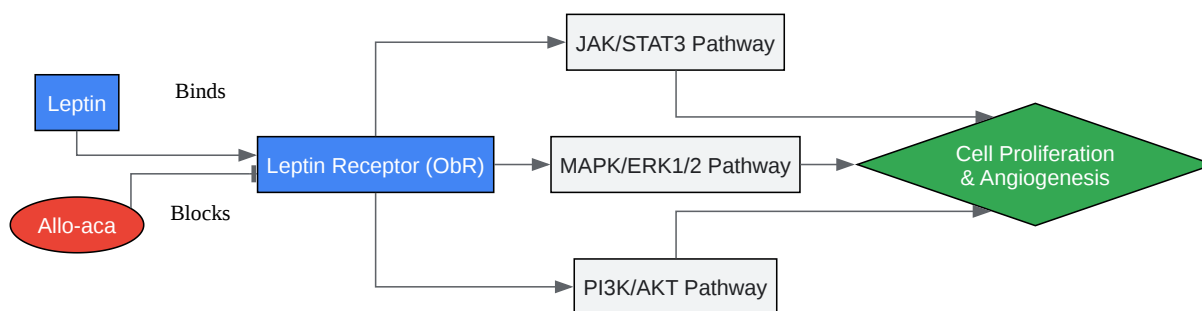 JAK/STAT3 Pathway
Leptin
Binds
Leptin Receptor (ObR)
MAPK/ERK1/2 Pathway
Cell Proliferation
& Angiogenesis
Allo-aca
Blocks
PI3K/AKT Pathway